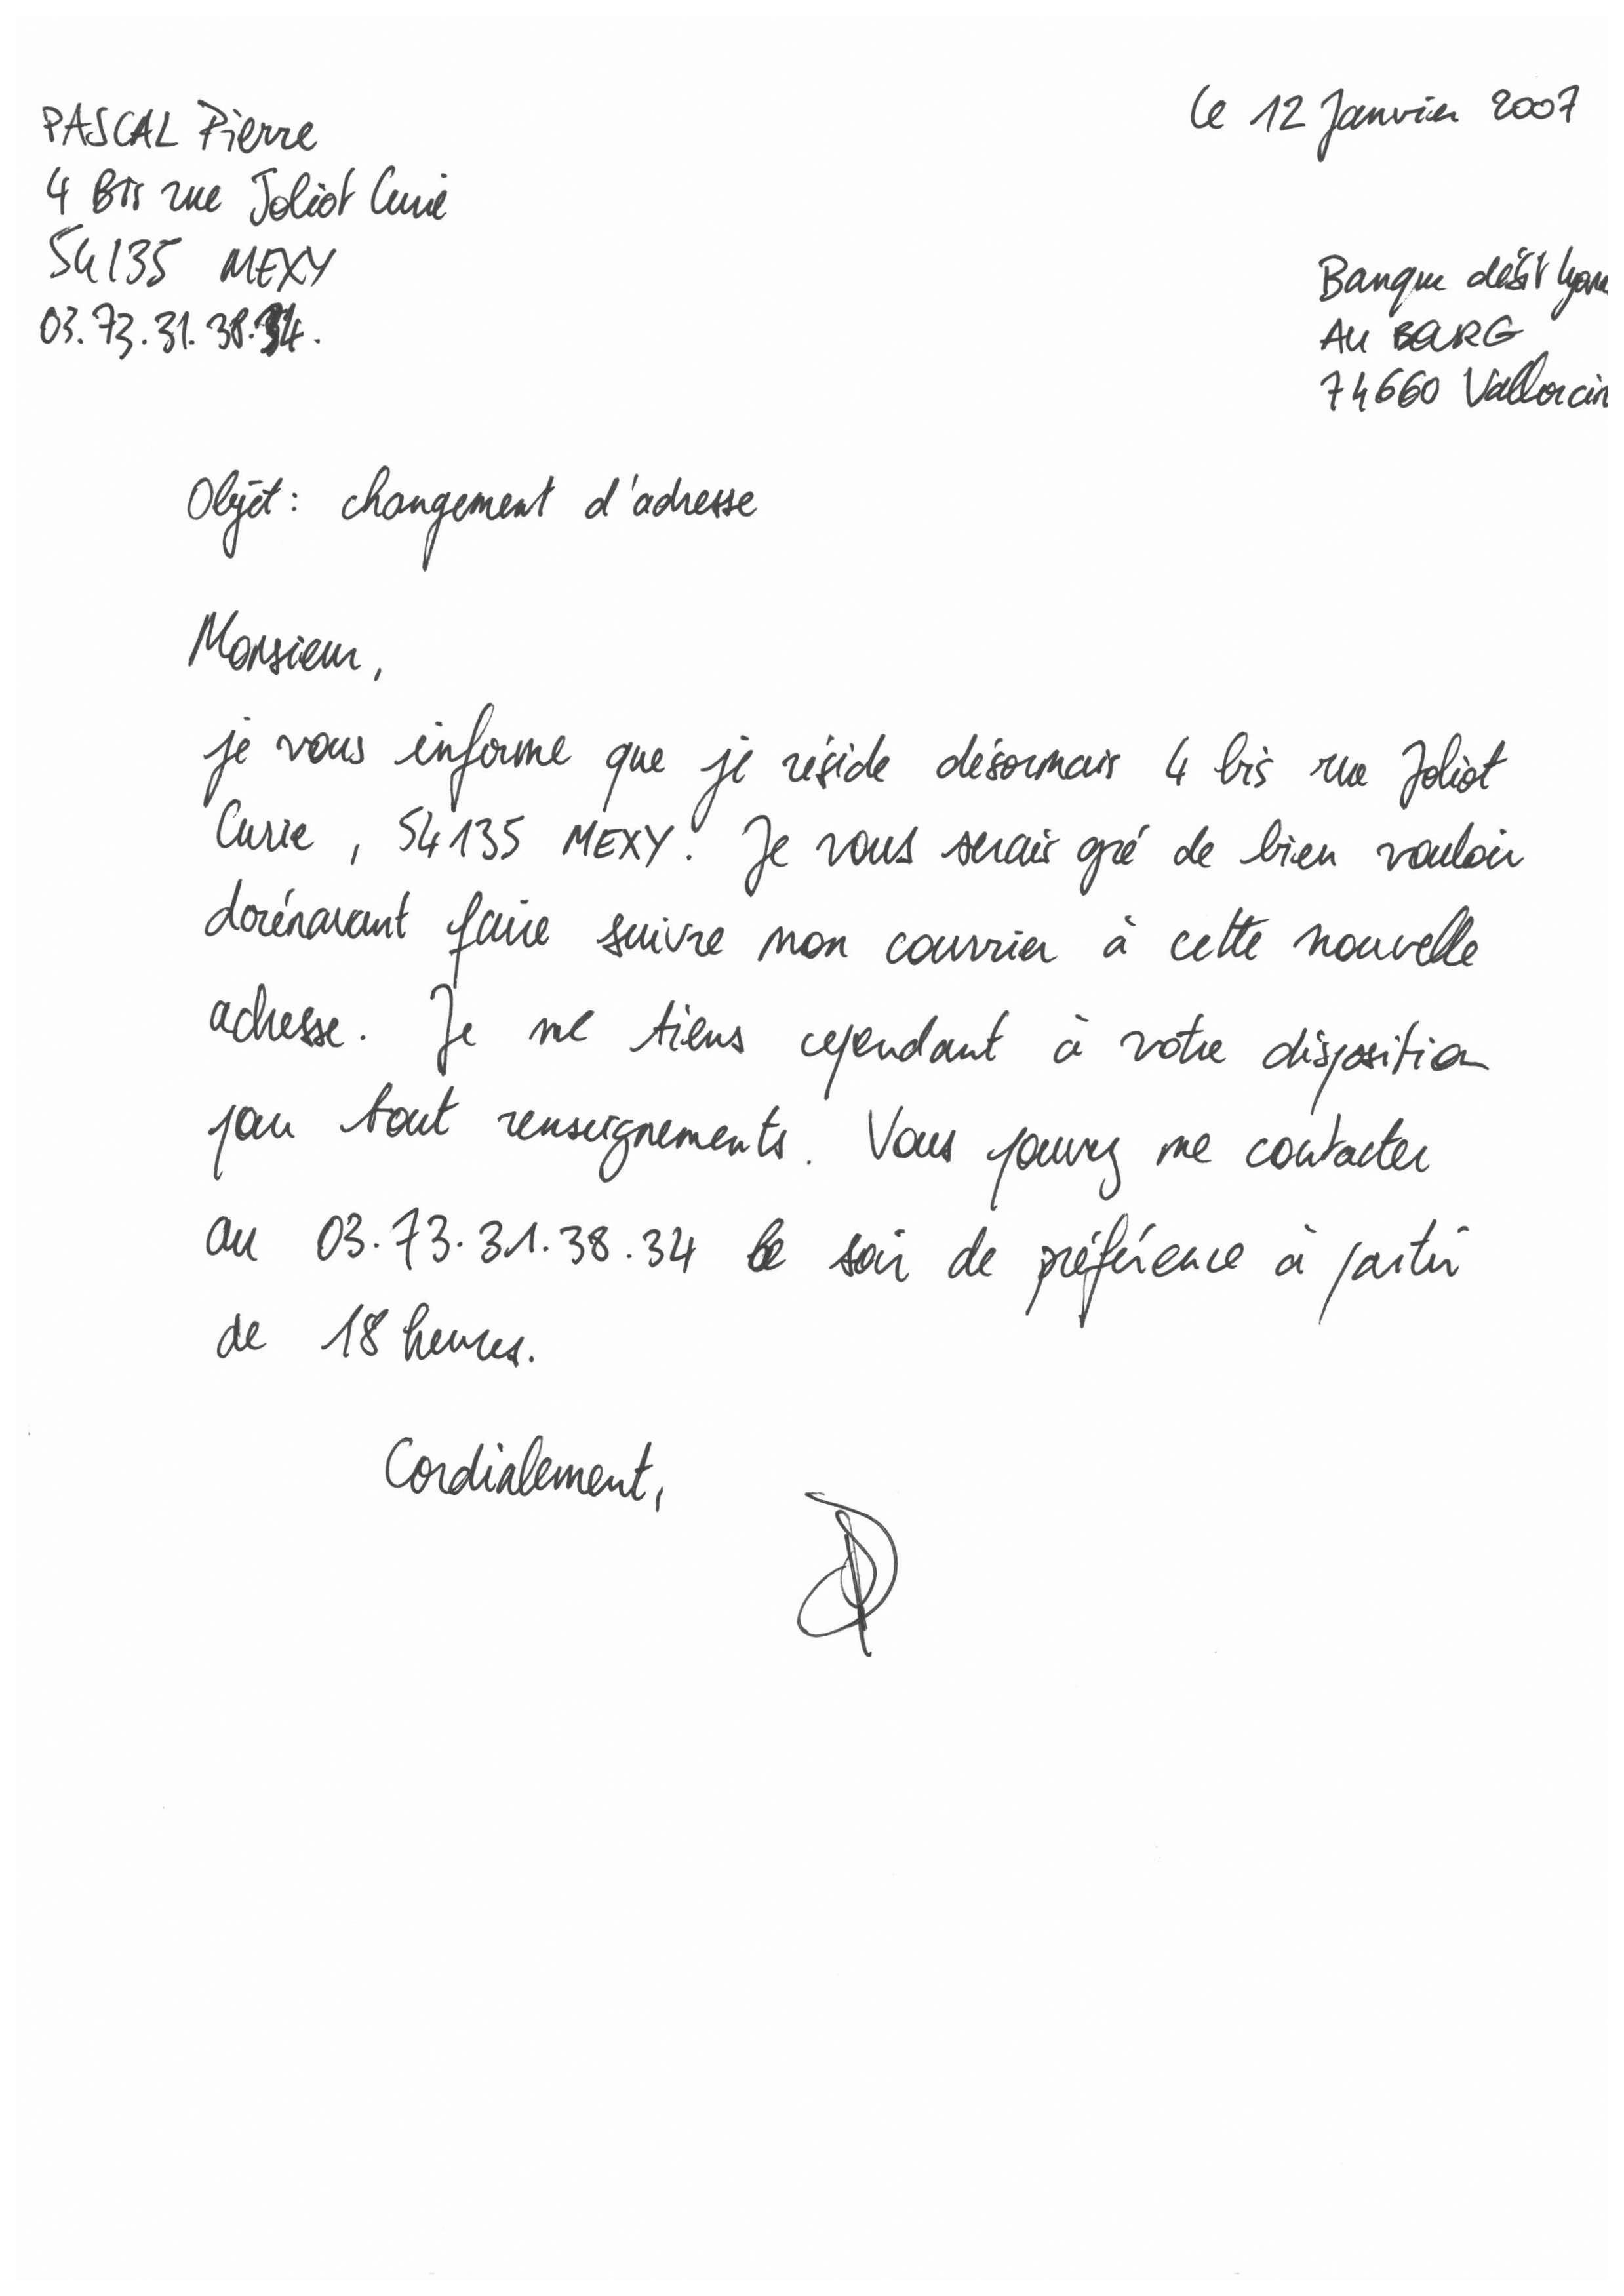 PASCAL Pierre
4 Bis rue Joliot Curie
54135 MEXY
03.73.31.38.34.
le 12 Janvier 2007
Banque
AU BOURG
74660 Vallorcin
Objet : changement d'adresse
Monsieur,
je vous informe que je réside désormais 4 bis rue Joliot
Curie, 54135 MEXY. Je vous serais gré de bien vouloir
dorénavant faire suivre mon courrier à cette nouvelle
adresse. Je me tiens cependant à votre disposition
pour tout renseignements. Vous pouvez me contacter
au 03.73.31.38.34 le soir de préférence à partir
de 18 heures.
Cordialement,